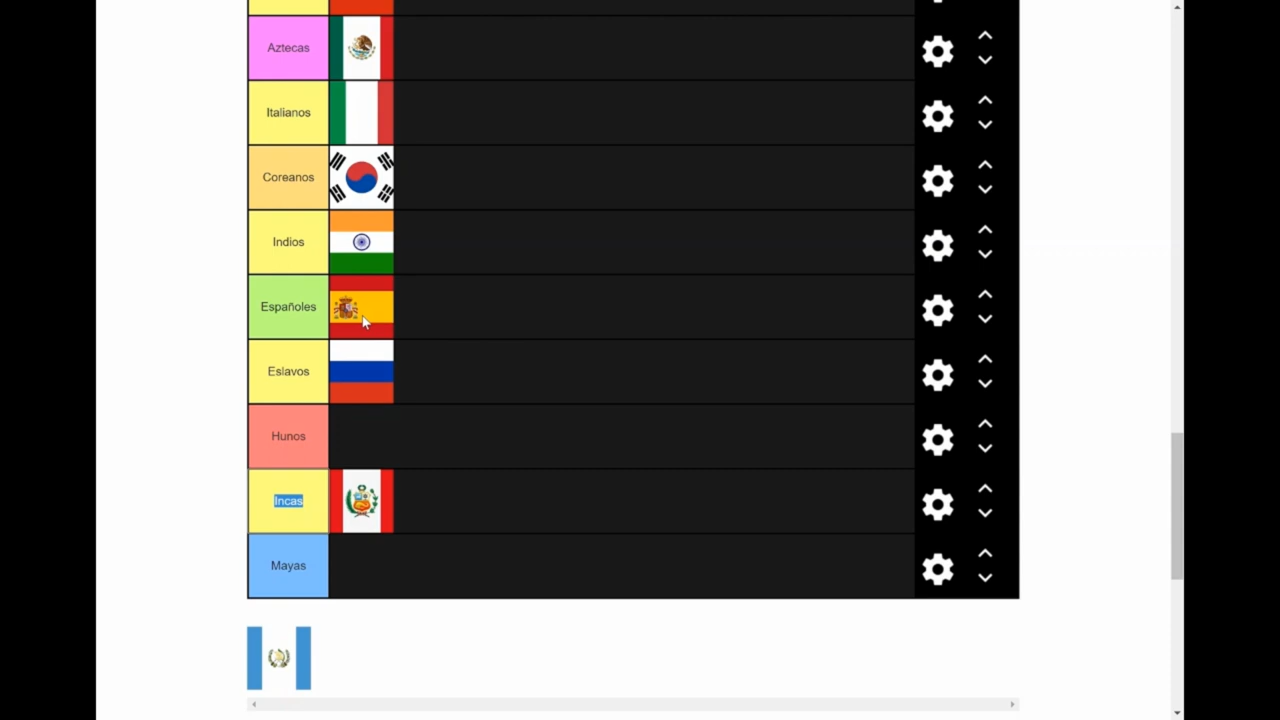 Aztecas
Italianos
Coreanos
Indios
Españoles
Eslavos
Hunos
Incas
Mayas